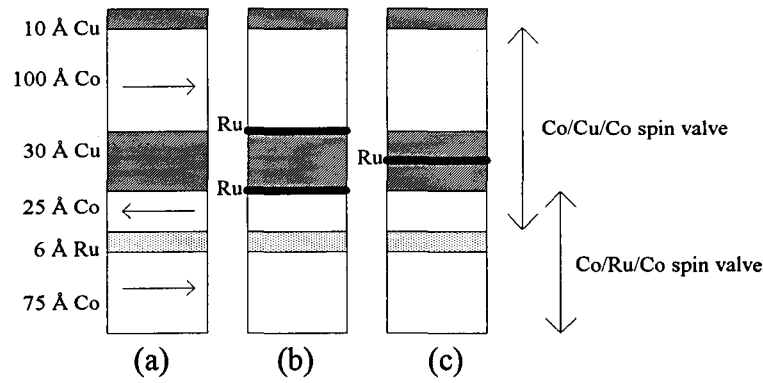 10 Å Cu
100 Å Co
Ru
30 Å Cu
Ru
Ru
25 Å Co
6 Å Ru
75 Å Co
Co/Cu/Co spin valve
Co/Ru/Co spin valve
(a)
(b)
(c)